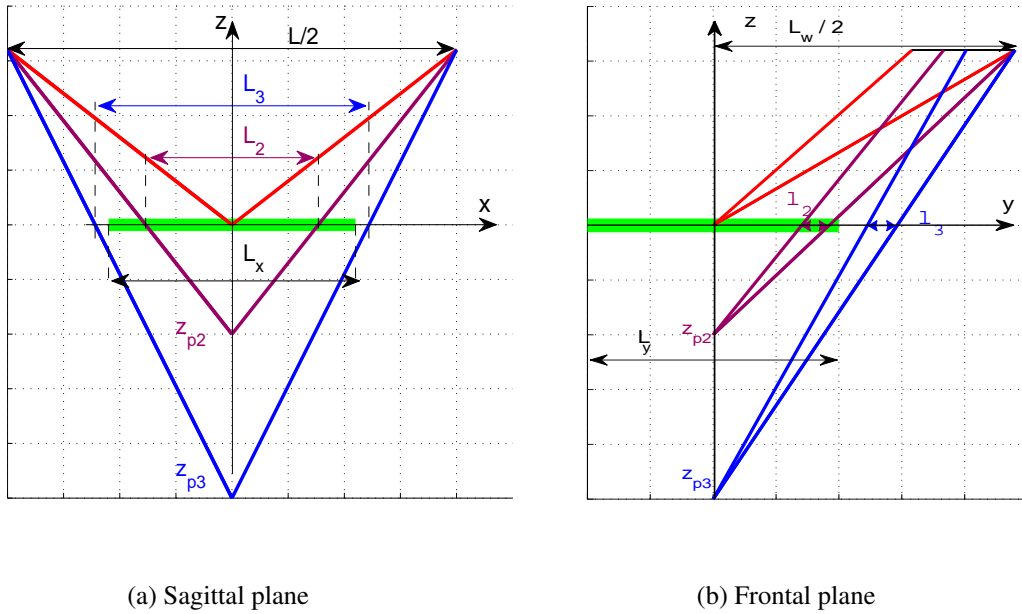 z
L/2
L3
L2
x
Lx
zp2
zp3
(a) Sagittal plane
z
Lw / 2
l2
l3
y
zp2
Ly
zp3
(b) Frontal plane